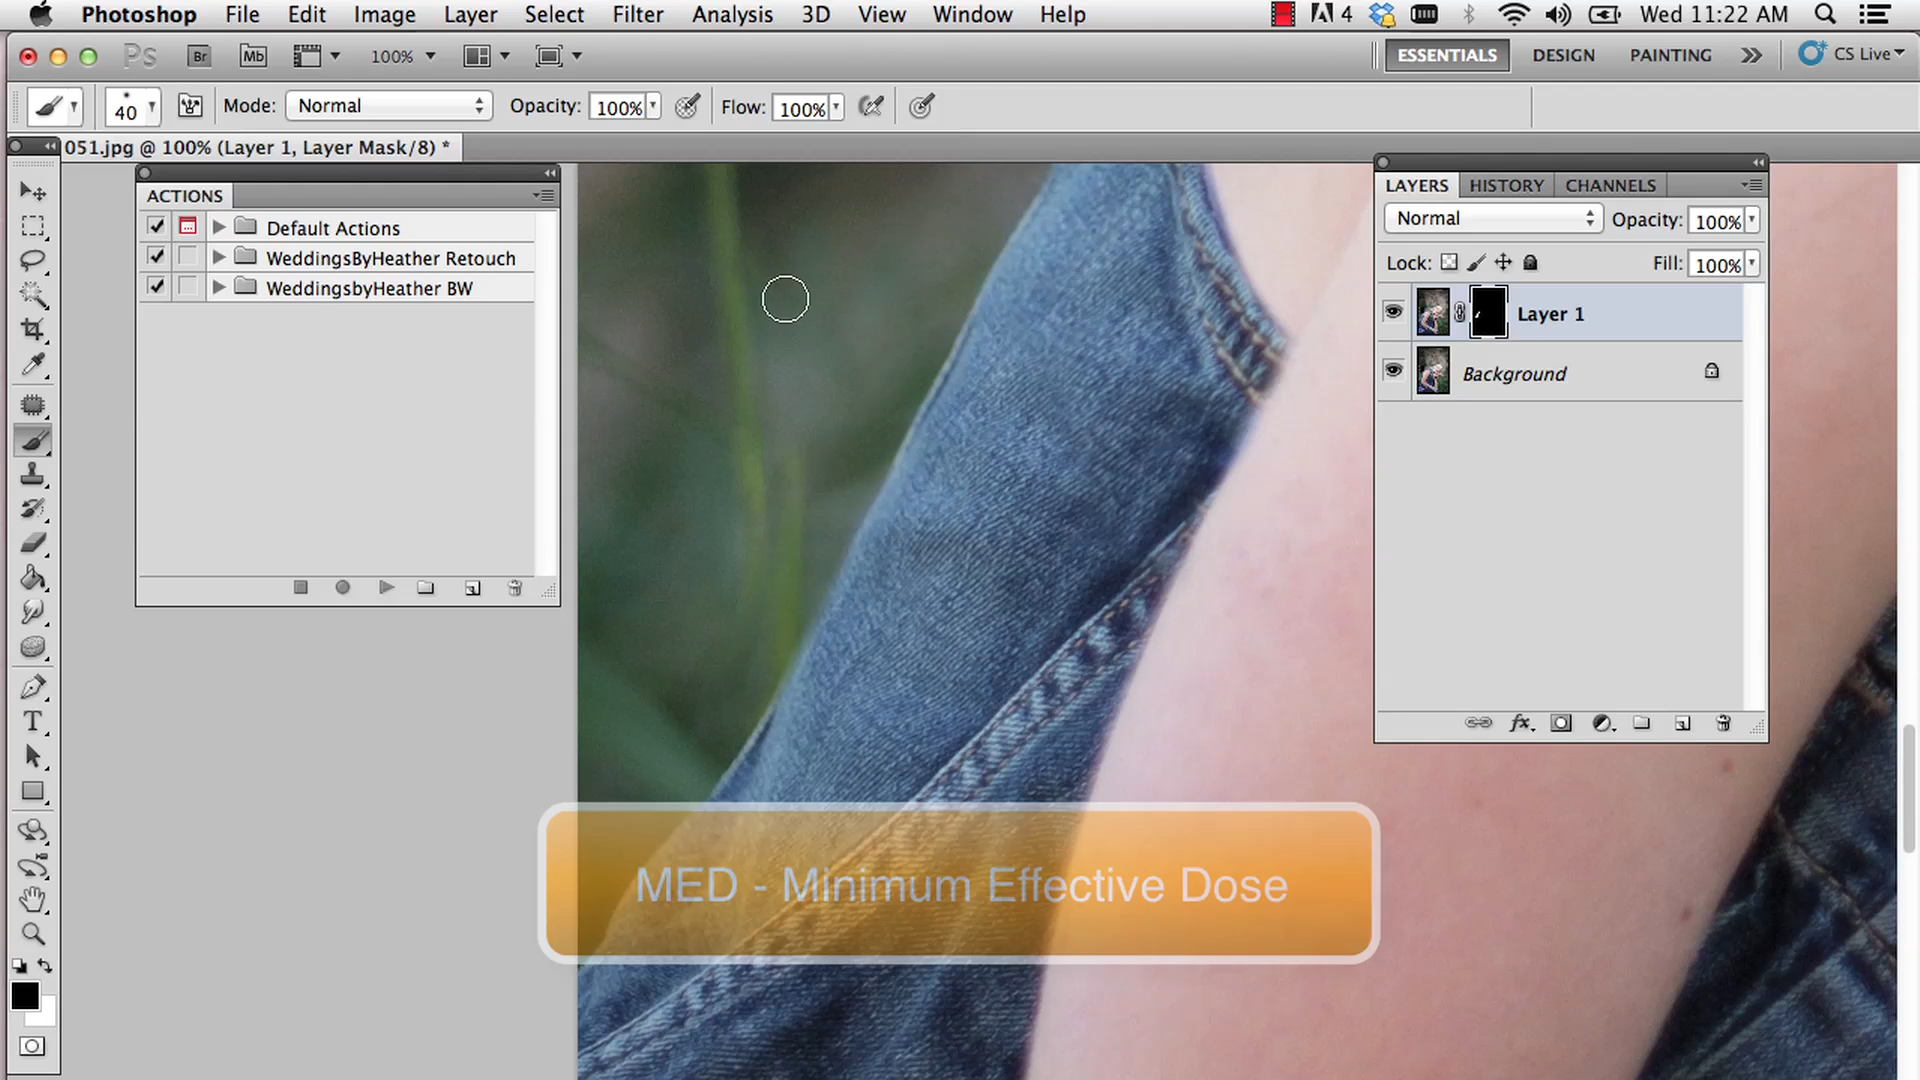 Photoshop File Edit Image Layer Select Filter Analysis 3D View Window Help 4 Wed 11:22 AM
Ps Br Mb 100% ESSENTIALS DESIGN PAINTING CS Live
40 Mode: Normal Opacity: 100% Flow: 100%
051.jpg @ 100% (Layer 1, Layer Mask/8) *
ACTIONS
Default Actions
WeddingsByHeather Retouch
WeddingsbyHeather BW
LAYERS HISTORY CHANNELS
Normal Opacity: 100%
Lock: Fill: 100%
Layer 1
Background
fx
T
MED - Minimum Effective Dose